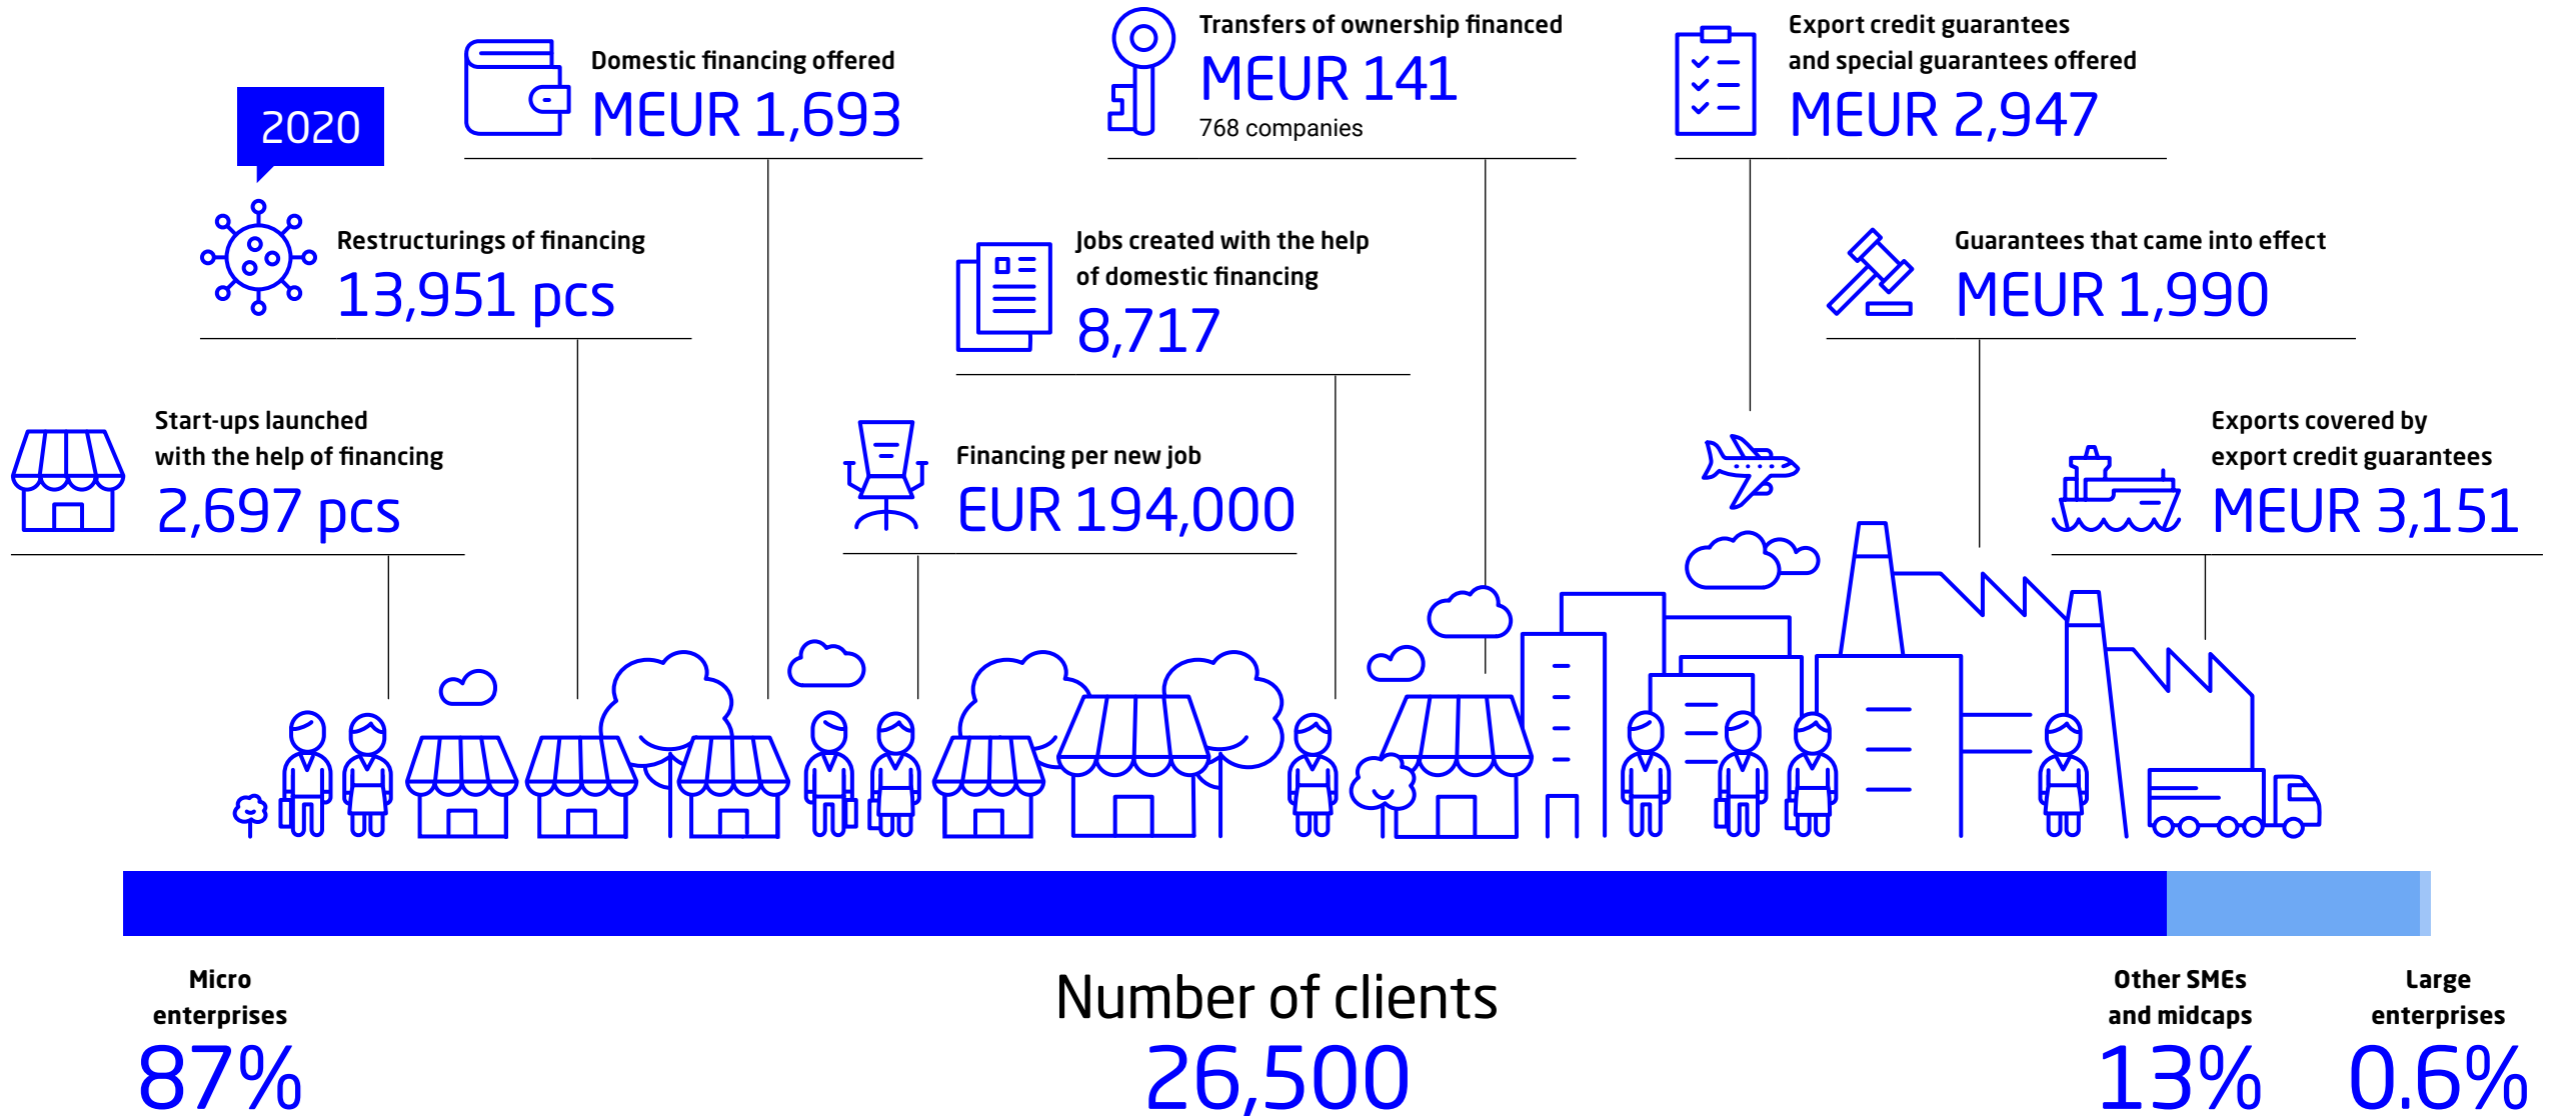 2020
Domestic financing offered
MEUR 1,693
Transfers of ownership financed
MEUR 141
768 companies
Export credit guarantees
and special guarantees offered
MEUR 2,947
Restructurings of financing
13,951 pcs
Jobs created with the help
of domestic financing
8,717
Guarantees that came into effect
MEUR 1,990
Start-ups launched
with the help of financing
2,697 pcs
Financing per new job
EUR 194,000
Exports covered by
export credit guarantees
MEUR 3,151
Micro
enterprises
87%
Number of clients
26,500
Other SMEs
and midcaps
13%
Large
enterprises
0.6%